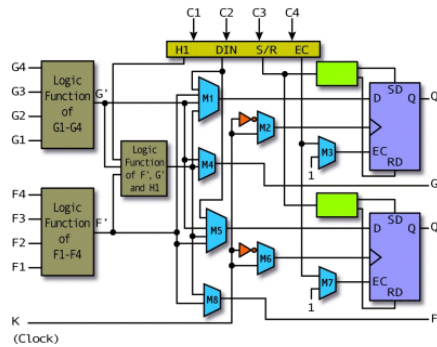 C1 C2 C3 C4
H1 DIN S/R EC
G4
G3
G2
G1
Logic
Function
of
G1-G4
G'
M1
SD
D Q
Q
M2
EC
RD
M3
1
Logic
Function
of F', G'
and H1
M4
G
F4
F3
F2
F1
Logic
Function
of
F1-F4
F'
M5
SD
D Q
Q
M6
EC
RD
M7
1
M8
F
K
(Clock)